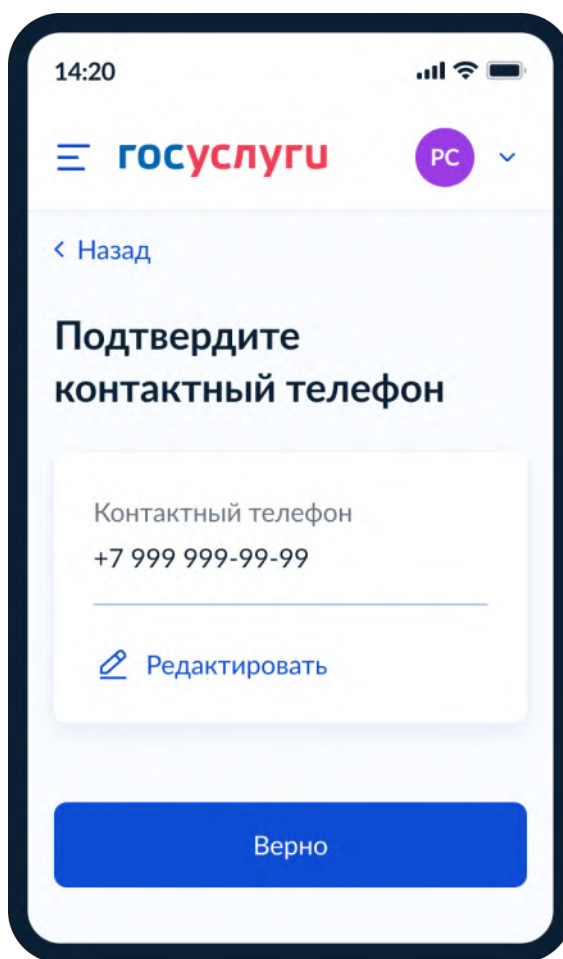 14:20
госуслуги
РС
Назад
Подтвердите
контактный телефон
Контактный телефон
+7 999 999-99-99
Редактировать
Верно